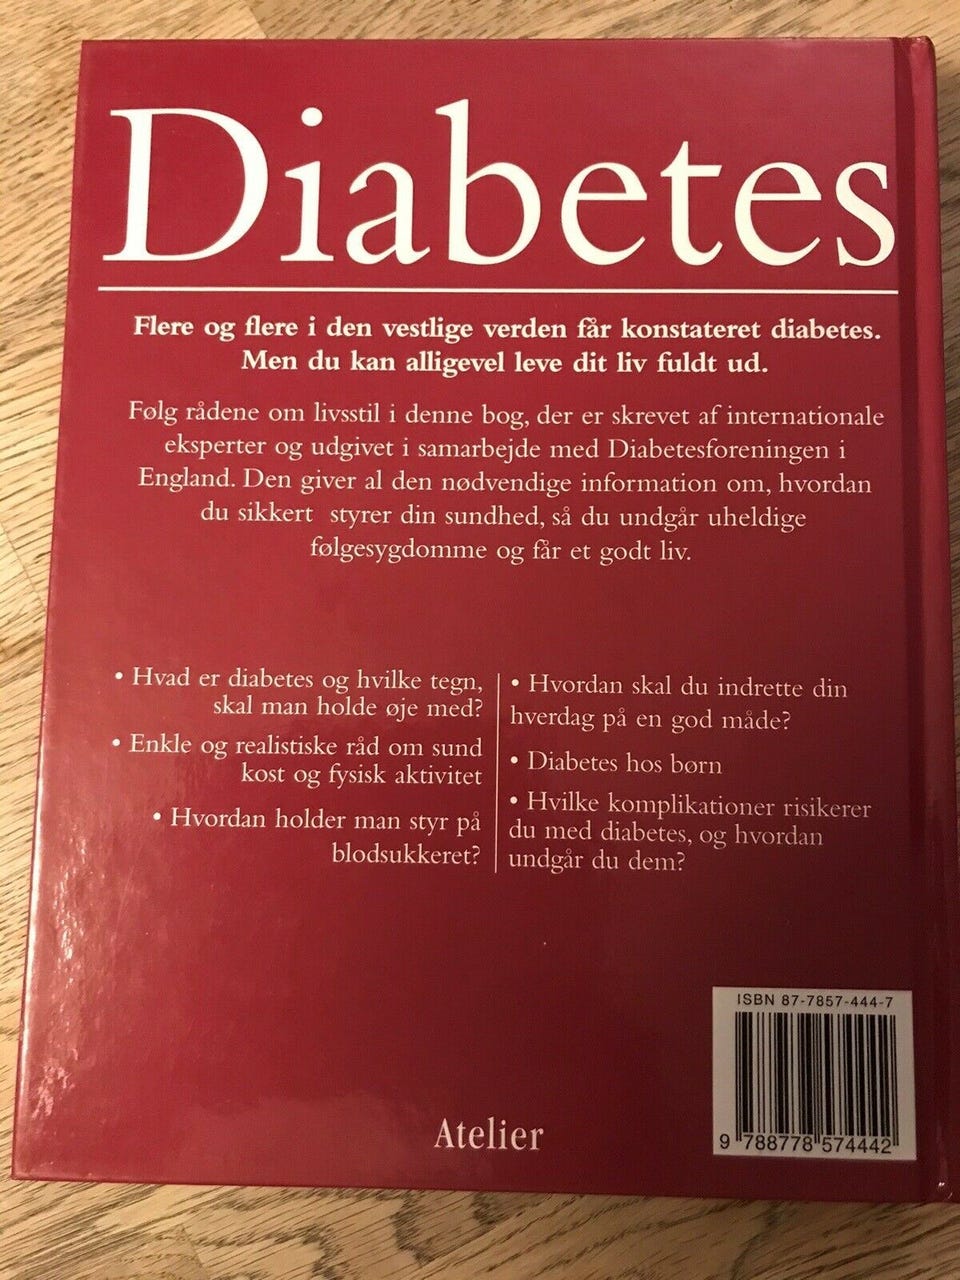 Diabetes
Flere og flere i den vestlige verden får konstateret diabetes.
Men du kan alligevel leve dit liv fuldt ud.
Følg rådene om livsstil i denne bog, der er skrevet af internationale
eksperter og udgivet i samarbejde med Diabetesforeningen i
England. Den giver al den nødvendige information om, hvordan
du sikkert styrer din sundhed, så du undgår uheldige
følgesygdomme og får et godt liv.
• Hvad er diabetes og hvilke tegn,
skal man holde øje med?
• Enkle og realistiske råd om sund
kost og fysisk aktivitet
• Hvordan holder man styr på
blodsukkeret?
• Hvordan skal du indrette din
hverdag på en god måde?
• Diabetes hos børn
• Hvilke komplikationer risikerer
du med diabetes, og hvordan
undgår du dem?
ISBN 87-7857-444-7
9 788778 574442
Atelier